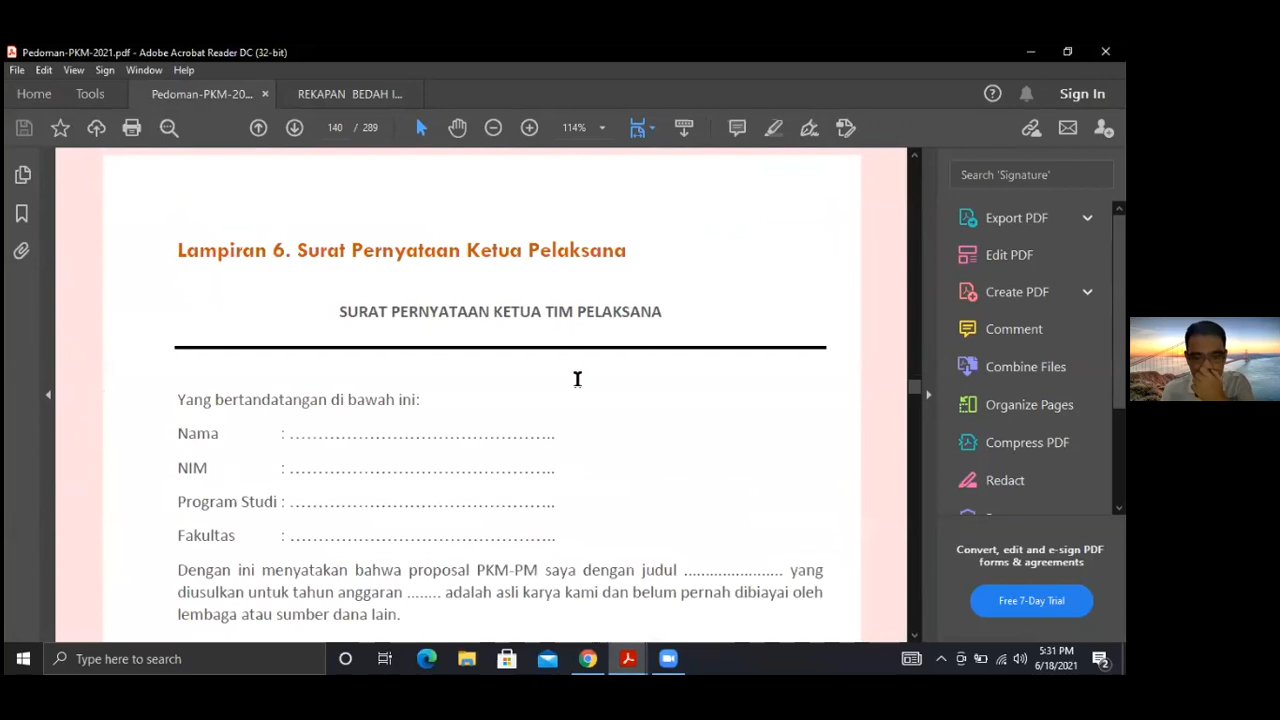 Pedoman-PKM-2021.pdf - Adobe Acrobat Reader DC (32-bit)
File Edit View Sign Window Help
Home Tools Pedoman-PKM-20... × REKAPAN BEDAH I...
Sign In
140 / 289
114%
Lampiran 6. Surat Pernyataan Ketua Pelaksana
SURAT PERNYATAAN KETUA TIM PELAKSANA
Yang bertandatangan di bawah ini:
Nama : ………………………………………..
NIM : ………………………………………..
Program Studi : ………………………………………..
Fakultas : ………………………………………..
Dengan ini menyatakan bahwa proposal PKM-PM saya dengan judul ....................... yang
diusulkan untuk tahun anggaran ........ adalah asli karya kami dan belum pernah dibiayai oleh
lembaga atau sumber dana lain.
Search 'Signature'
Export PDF
Edit PDF
Create PDF
Comment
Combine Files
Organize Pages
Compress PDF
Redact
Convert, edit and e-sign PDF
forms & agreements
Free 7-Day Trial
Type here to search
5:31 PM
6/18/2021
2